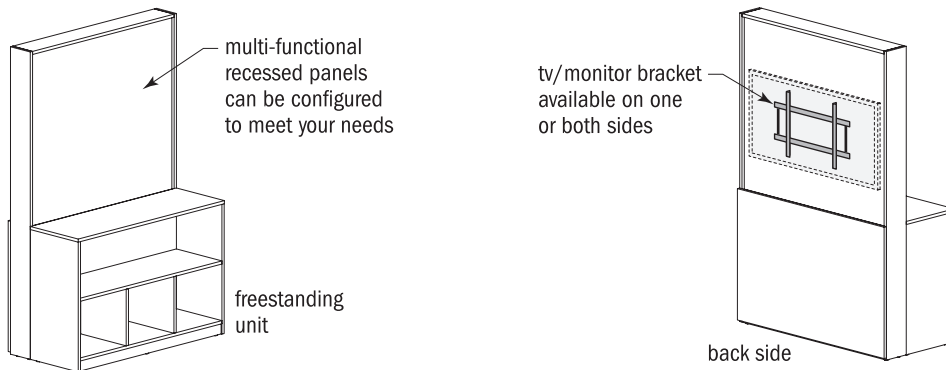 multi-functional
recessed panels
can be configured
to meet your needs
freestanding
unit
tv/monitor bracket
available on one
or both sides
back side